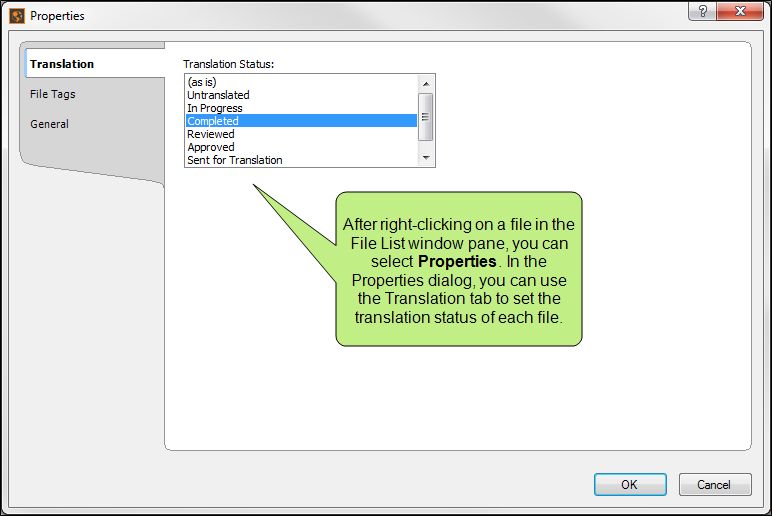 Properties
?
Translation
File Tags
General
Translation Status:
(as is)
Untranslated
In Progress
Completed
Reviewed
Approved
Sent for Translation
After right-clicking on a file in the
File List window pane, you can
select Properties. In the
Properties dialog, you can use
the Translation tab to set the
translation status of each file.
OK
Cancel